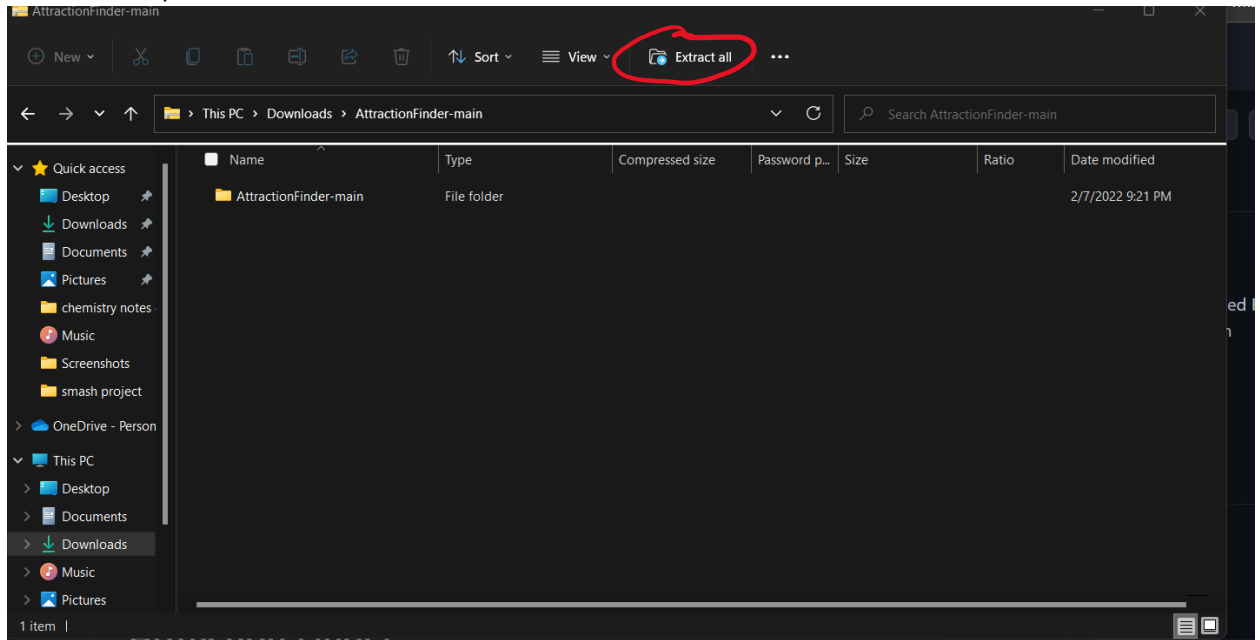 AttractionFinder-main
New
Sort
View
Extract all
This PC > Downloads > AttractionFinder-main
Search AttractionFinder-main
Name Type Compressed size Password p... Size Ratio Date modified
AttractionFinder-main File folder 2/7/2022 9:21 PM
Quick access
Desktop
Downloads
Documents
Pictures
chemistry notes
Music
Screenshots
smash project
OneDrive - Person
This PC
Desktop
Documents
Downloads
Music
Pictures
1 item
ed